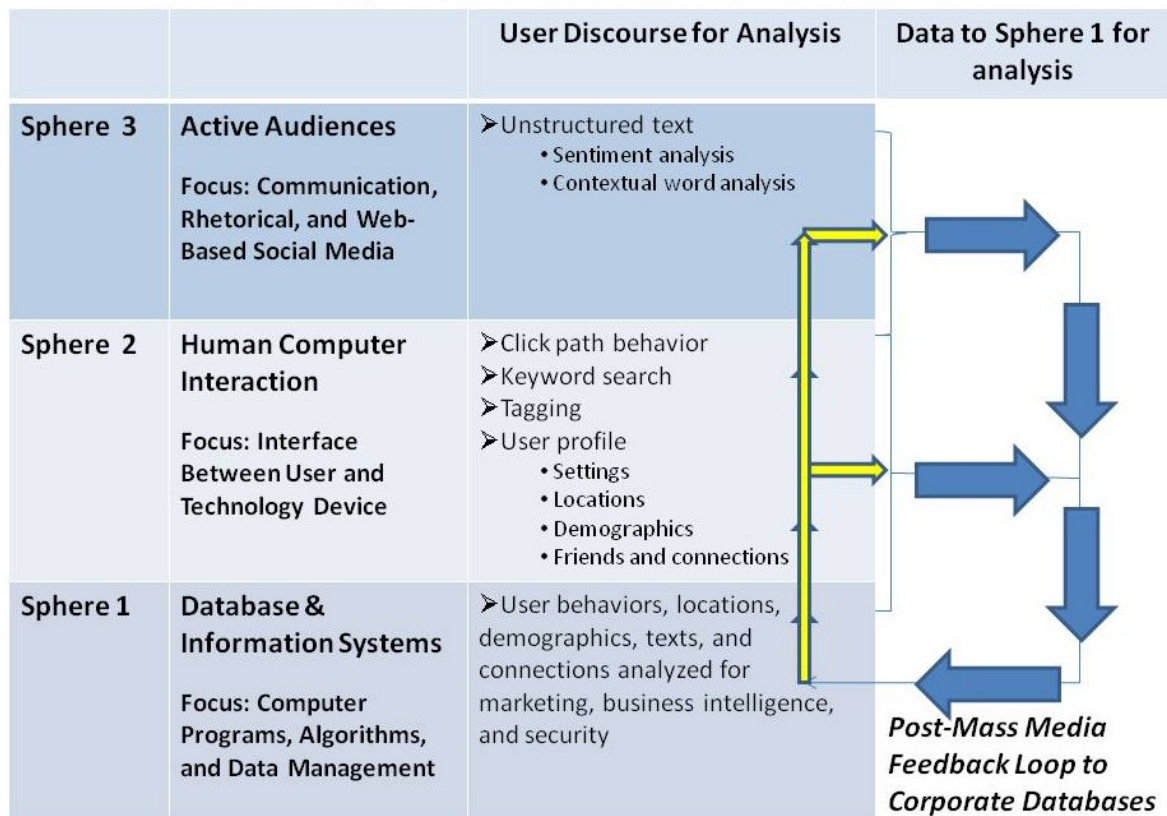 User Discourse for Analysis
Data to Sphere 1 for
analysis
Sphere 3
Active Audiences
Focus: Communication,
Rhetorical, and Web-
Based Social Media
➢Unstructured text
• Sentiment analysis
• Contextual word analysis
Sphere 2
Human Computer
Interaction
Focus: Interface
Between User and
Technology Device
➢Click path behavior
➢Keyword search
➢Tagging
➢User profile
• Settings
• Locations
• Demographics
• Friends and connections
Sphere 1
Database &
Information Systems
Focus: Computer
Programs, Algorithms,
and Data Management
➢User behaviors, locations,
demographics, texts, and
connections analyzed for
marketing, business intelligence,
and security
Post-Mass Media
Feedback Loop to
Corporate Databases